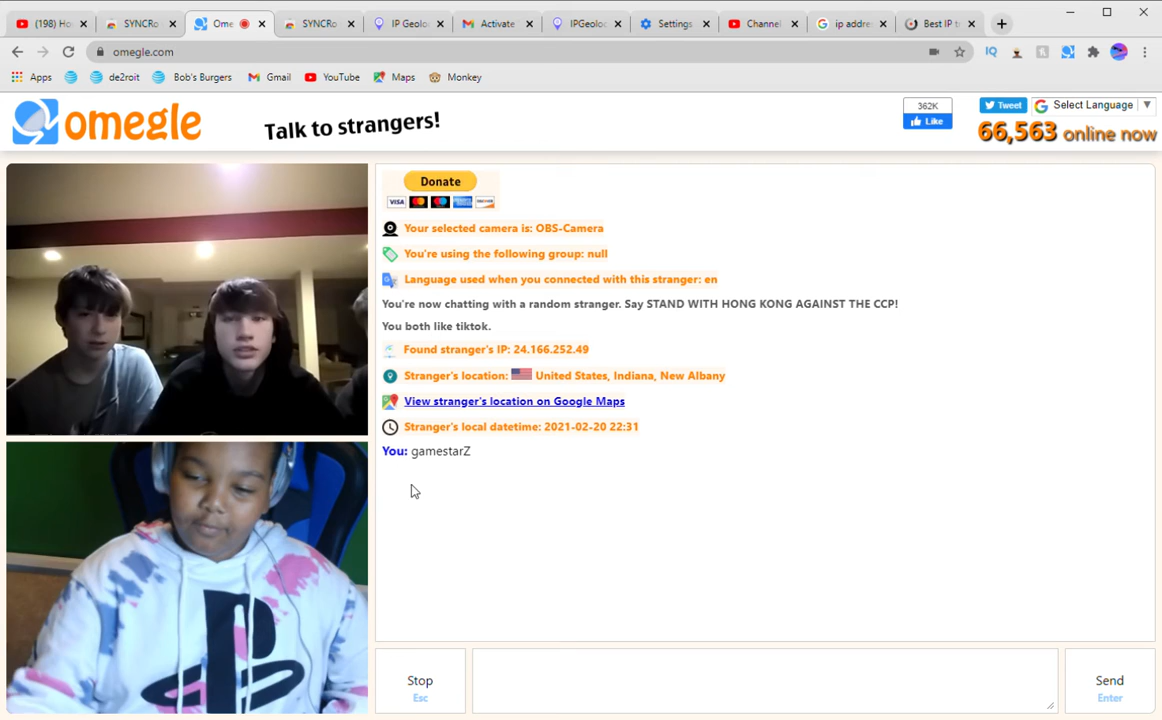 (198) Ho
SYNCRo
Ome
SYNCRo
IP Geolo
Activate
IPGeoloc
Settings
Channel
ip addre
Best IP t
omegle.com
IQ
Apps
de2roit
Bob's Burgers
Gmail
YouTube
Maps
Monkey
omegle
Talk to strangers!
362K
Like
Tweet
Select Language ▼
66,563 online now
Donate
VISA
Your selected camera is: OBS-Camera
You're using the following group: null
Language used when you connected with this stranger: en
You're now chatting with a random stranger. Say STAND WITH HONG KONG AGAINST THE CCP!
You both like tiktok.
Found stranger's IP: 24.166.252.49
Stranger's location: United States, Indiana, New Albany
View stranger's location on Google Maps
Stranger's local datetime: 2021-02-20 22:31
You: gamestarZ
Stop
Esc
Send
Enter